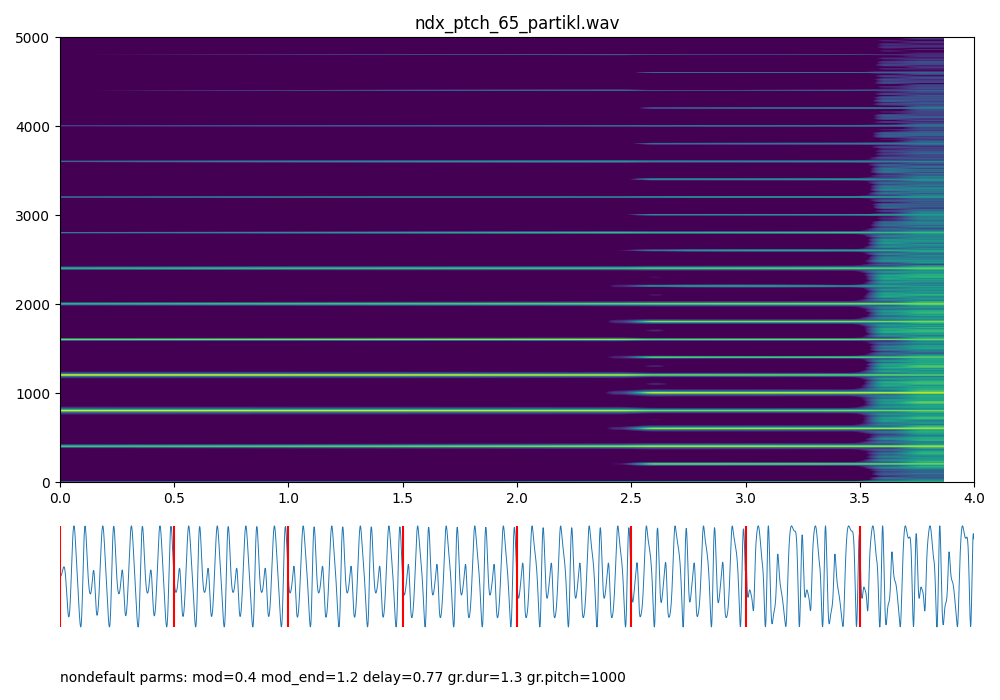 ndx_ptch_65_partikl.wav
5000
4000
3000
2000
1000
0
0.0 0.5 1.0 1.5 2.0 2.5 3.0 3.5 4.0
nondefault parms: mod=0.4 mod_end=1.2 delay=0.77 gr.dur=1.3 gr.pitch=1000